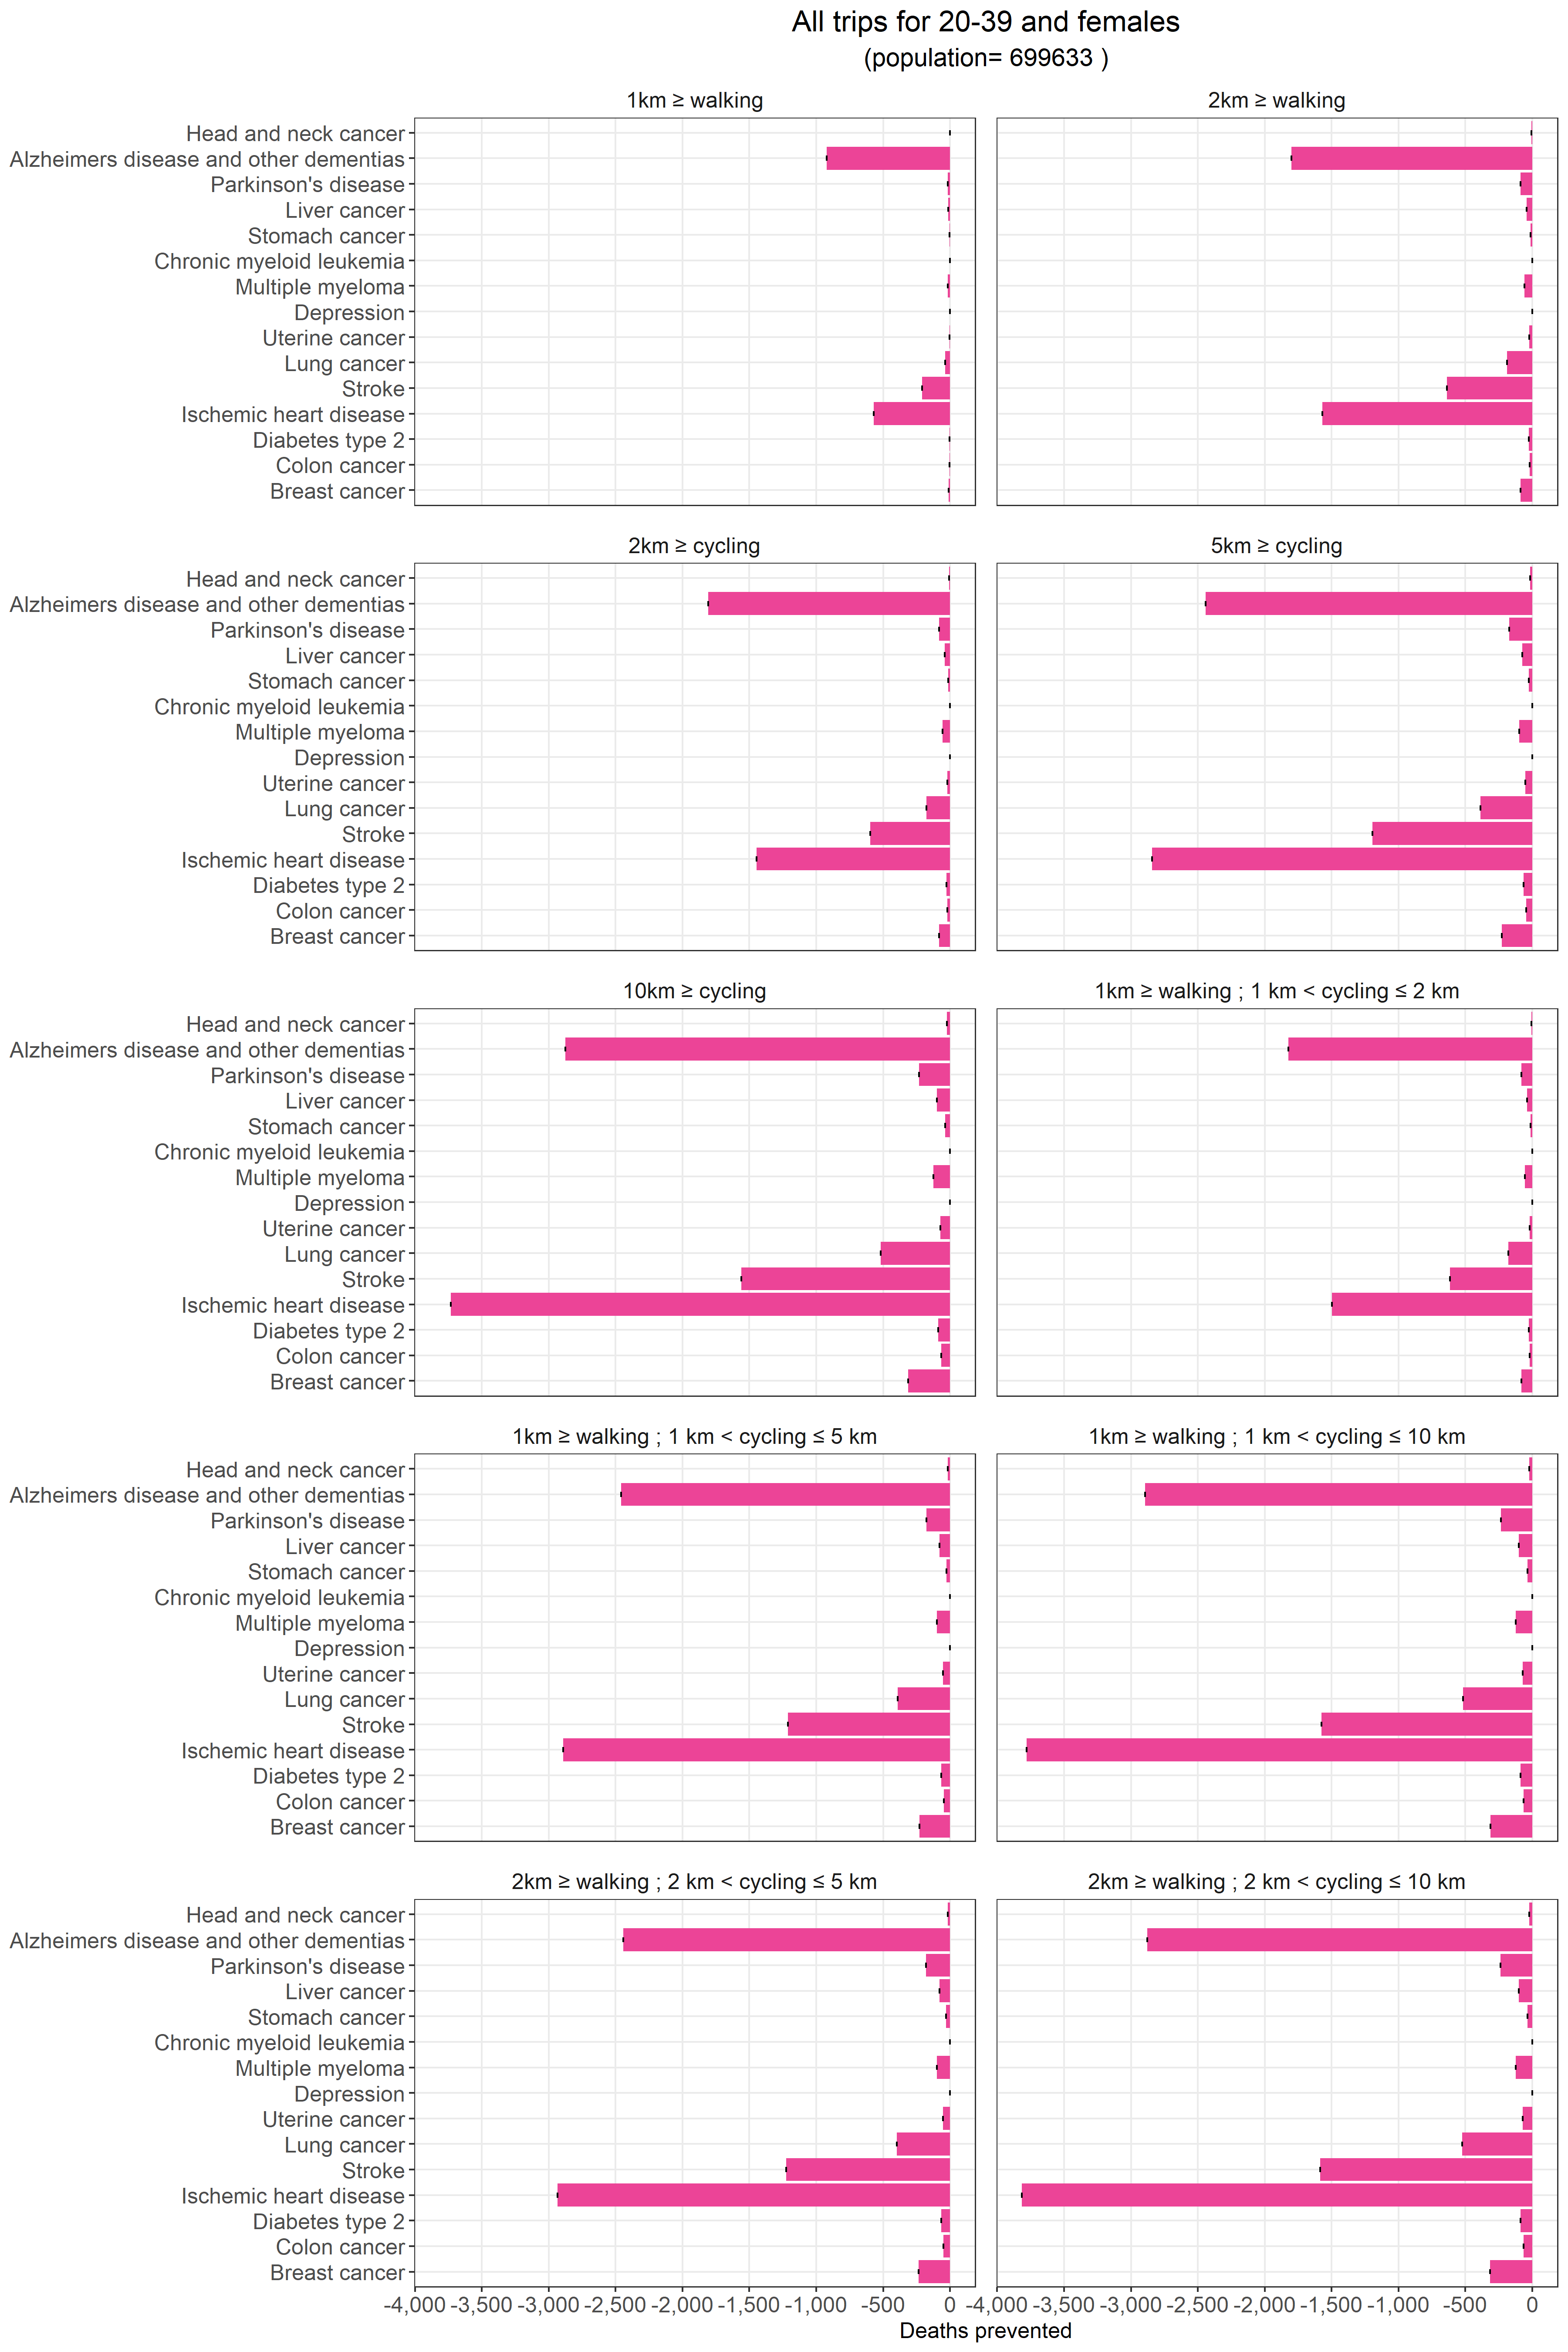 All trips for 20-39 and females
(population= 699633 )
1km ≥ walking
2km ≥ walking
Head and neck cancer
Alzheimers disease and other dementias
Parkinson's disease
Liver cancer
Stomach cancer
Chronic myeloid leukemia
Multiple myeloma
Depression
Uterine cancer
Lung cancer
Stroke
Ischemic heart disease
Diabetes type 2
Colon cancer
Breast cancer
2km ≥ cycling
5km ≥ cycling
Head and neck cancer
Alzheimers disease and other dementias
Parkinson's disease
Liver cancer
Stomach cancer
Chronic myeloid leukemia
Multiple myeloma
Depression
Uterine cancer
Lung cancer
Stroke
Ischemic heart disease
Diabetes type 2
Colon cancer
Breast cancer
10km ≥ cycling
1km ≥ walking ; 1 km < cycling ≤ 2 km
Head and neck cancer
Alzheimers disease and other dementias
Parkinson's disease
Liver cancer
Stomach cancer
Chronic myeloid leukemia
Multiple myeloma
Depression
Uterine cancer
Lung cancer
Stroke
Ischemic heart disease
Diabetes type 2
Colon cancer
Breast cancer
1km ≥ walking ; 1 km < cycling ≤ 5 km
1km ≥ walking ; 1 km < cycling ≤ 10 km
Head and neck cancer
Alzheimers disease and other dementias
Parkinson's disease
Liver cancer
Stomach cancer
Chronic myeloid leukemia
Multiple myeloma
Depression
Uterine cancer
Lung cancer
Stroke
Ischemic heart disease
Diabetes type 2
Colon cancer
Breast cancer
2km ≥ walking ; 2 km < cycling ≤ 5 km
2km ≥ walking ; 2 km < cycling ≤ 10 km
Head and neck cancer
Alzheimers disease and other dementias
Parkinson's disease
Liver cancer
Stomach cancer
Chronic myeloid leukemia
Multiple myeloma
Depression
Uterine cancer
Lung cancer
Stroke
Ischemic heart disease
Diabetes type 2
Colon cancer
Breast cancer
-4,000 -3,500 -3,000 -2,500 -2,000 -1,500 -1,000 -500 0 -4,000 -3,500 -3,000 -2,500 -2,000 -1,500 -1,000 -500 0
Deaths prevented